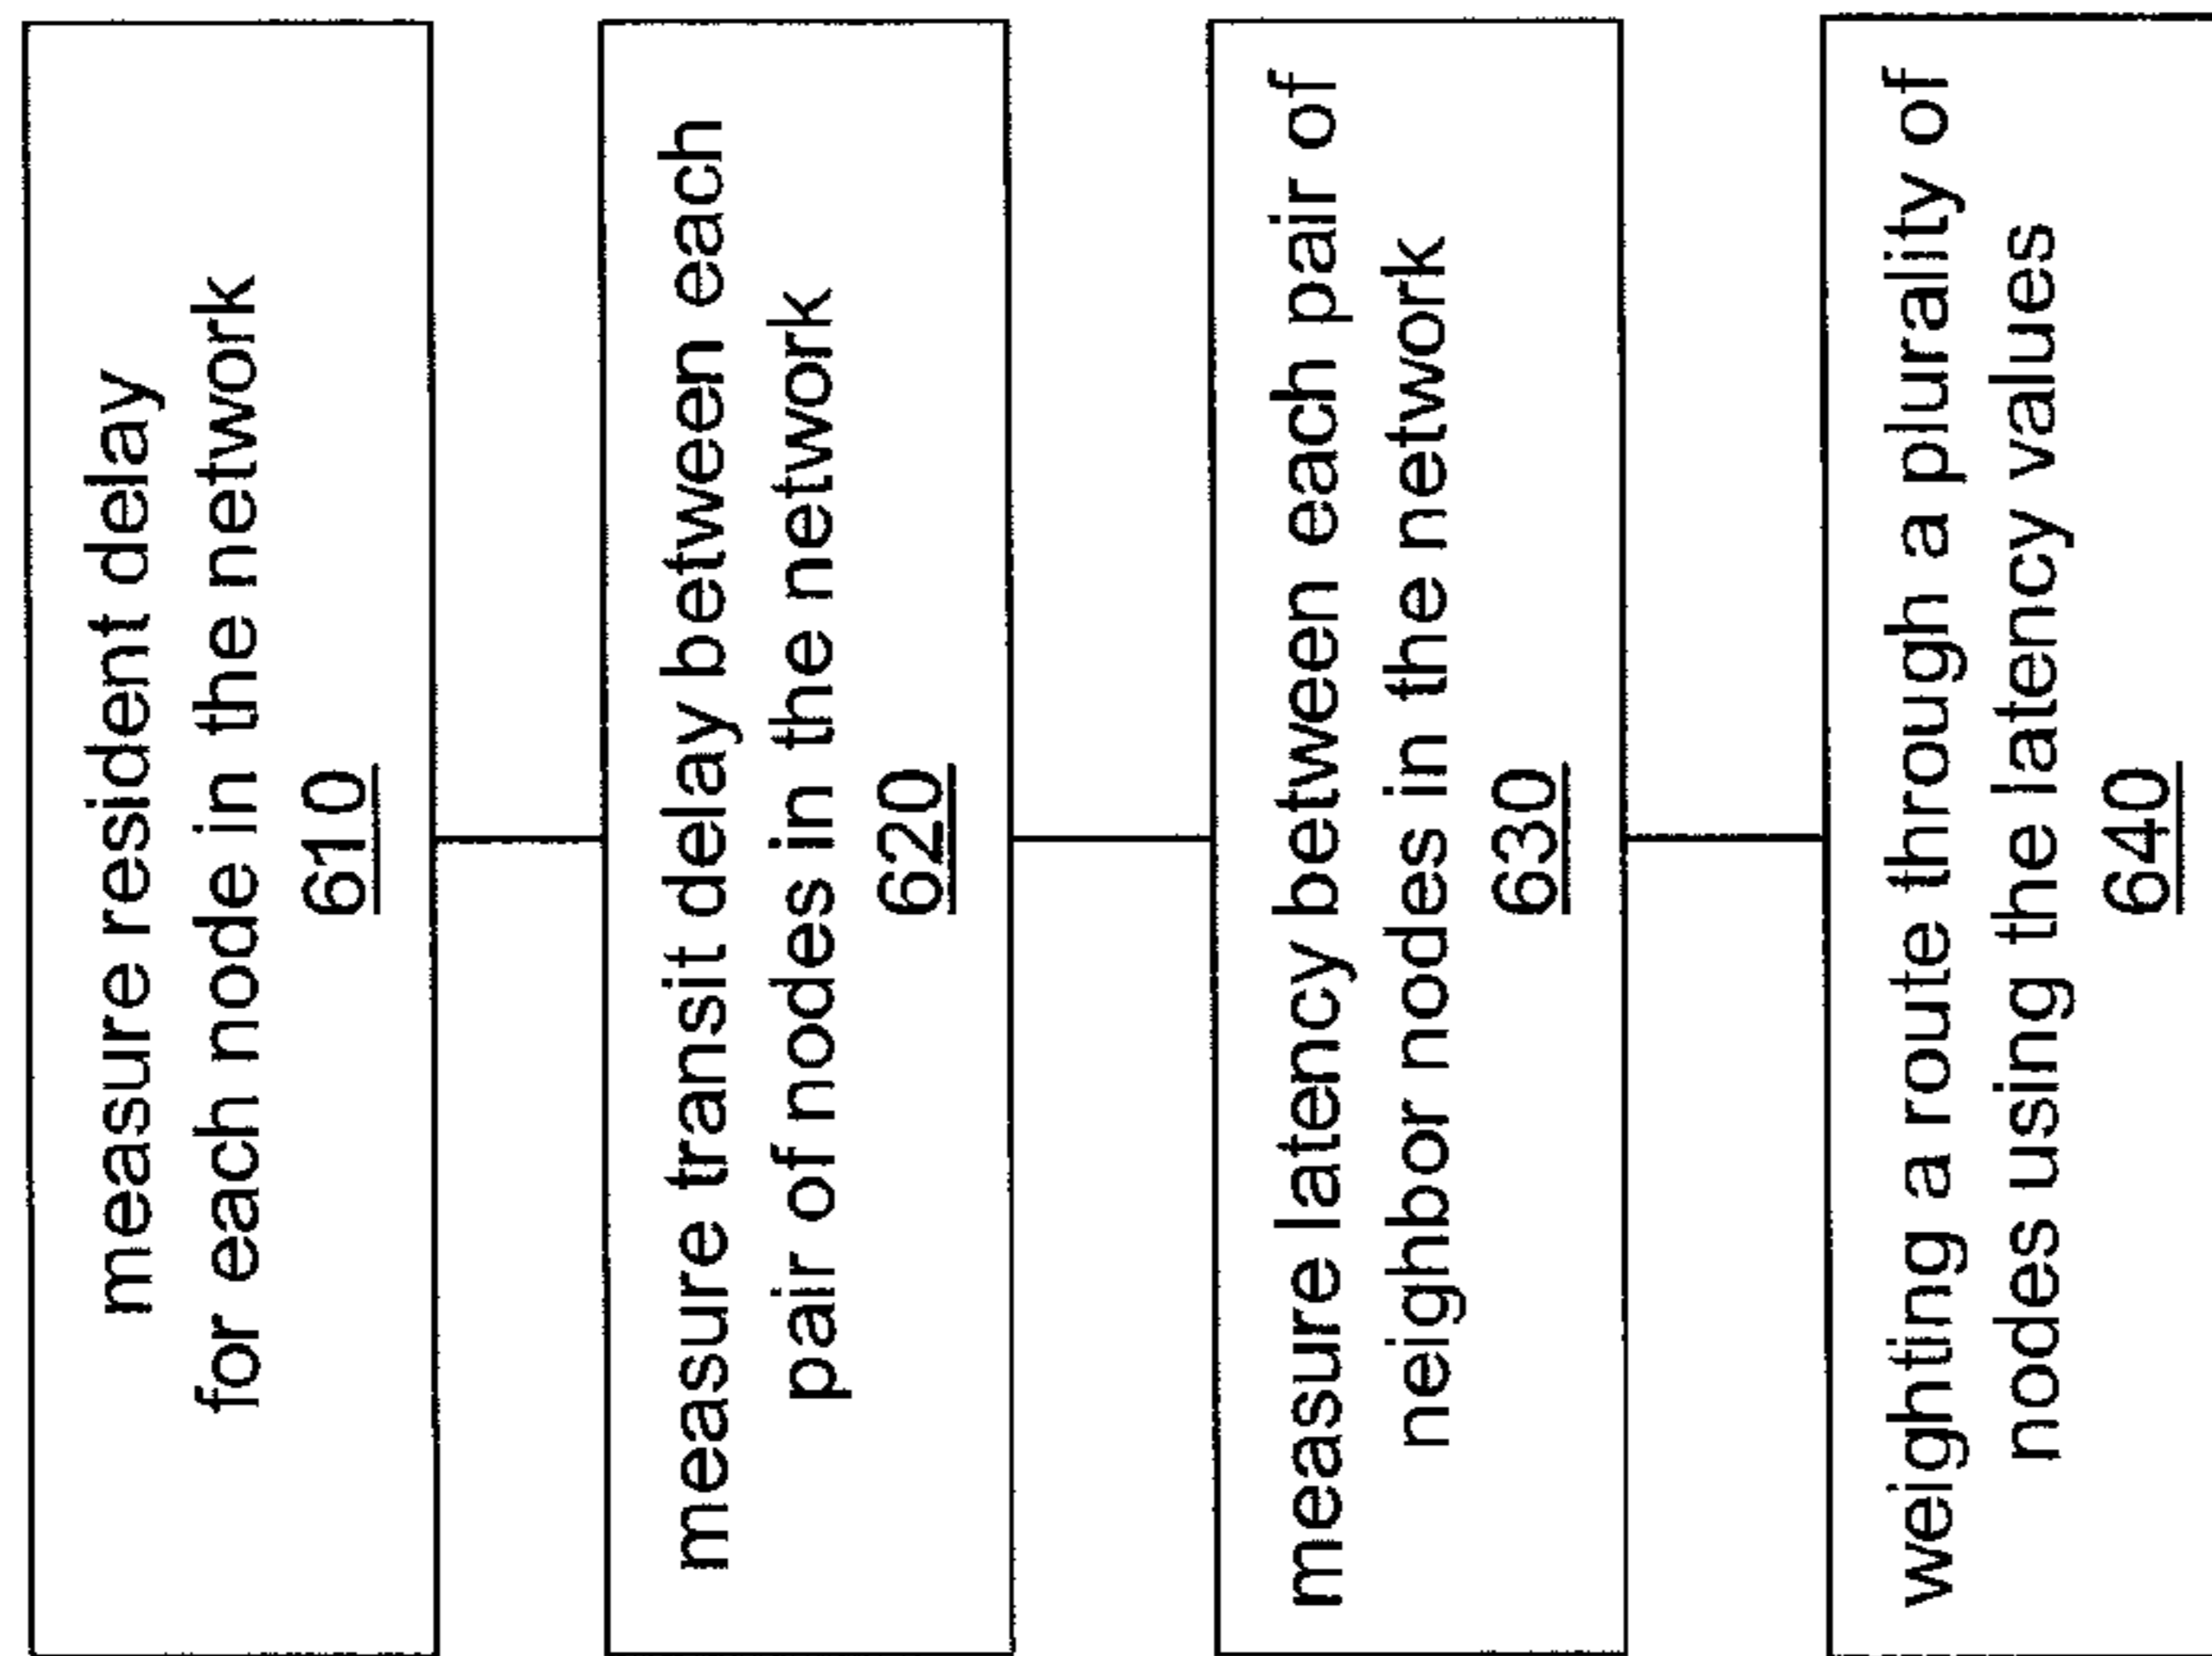 measure resident delay
for each node in the network
610
measure transit delay between each
pair of nodes in the network
620
measure latency between each pair of
neighbor nodes in the network
630
weighting a route through a plurality of
nodes using the latency values
640